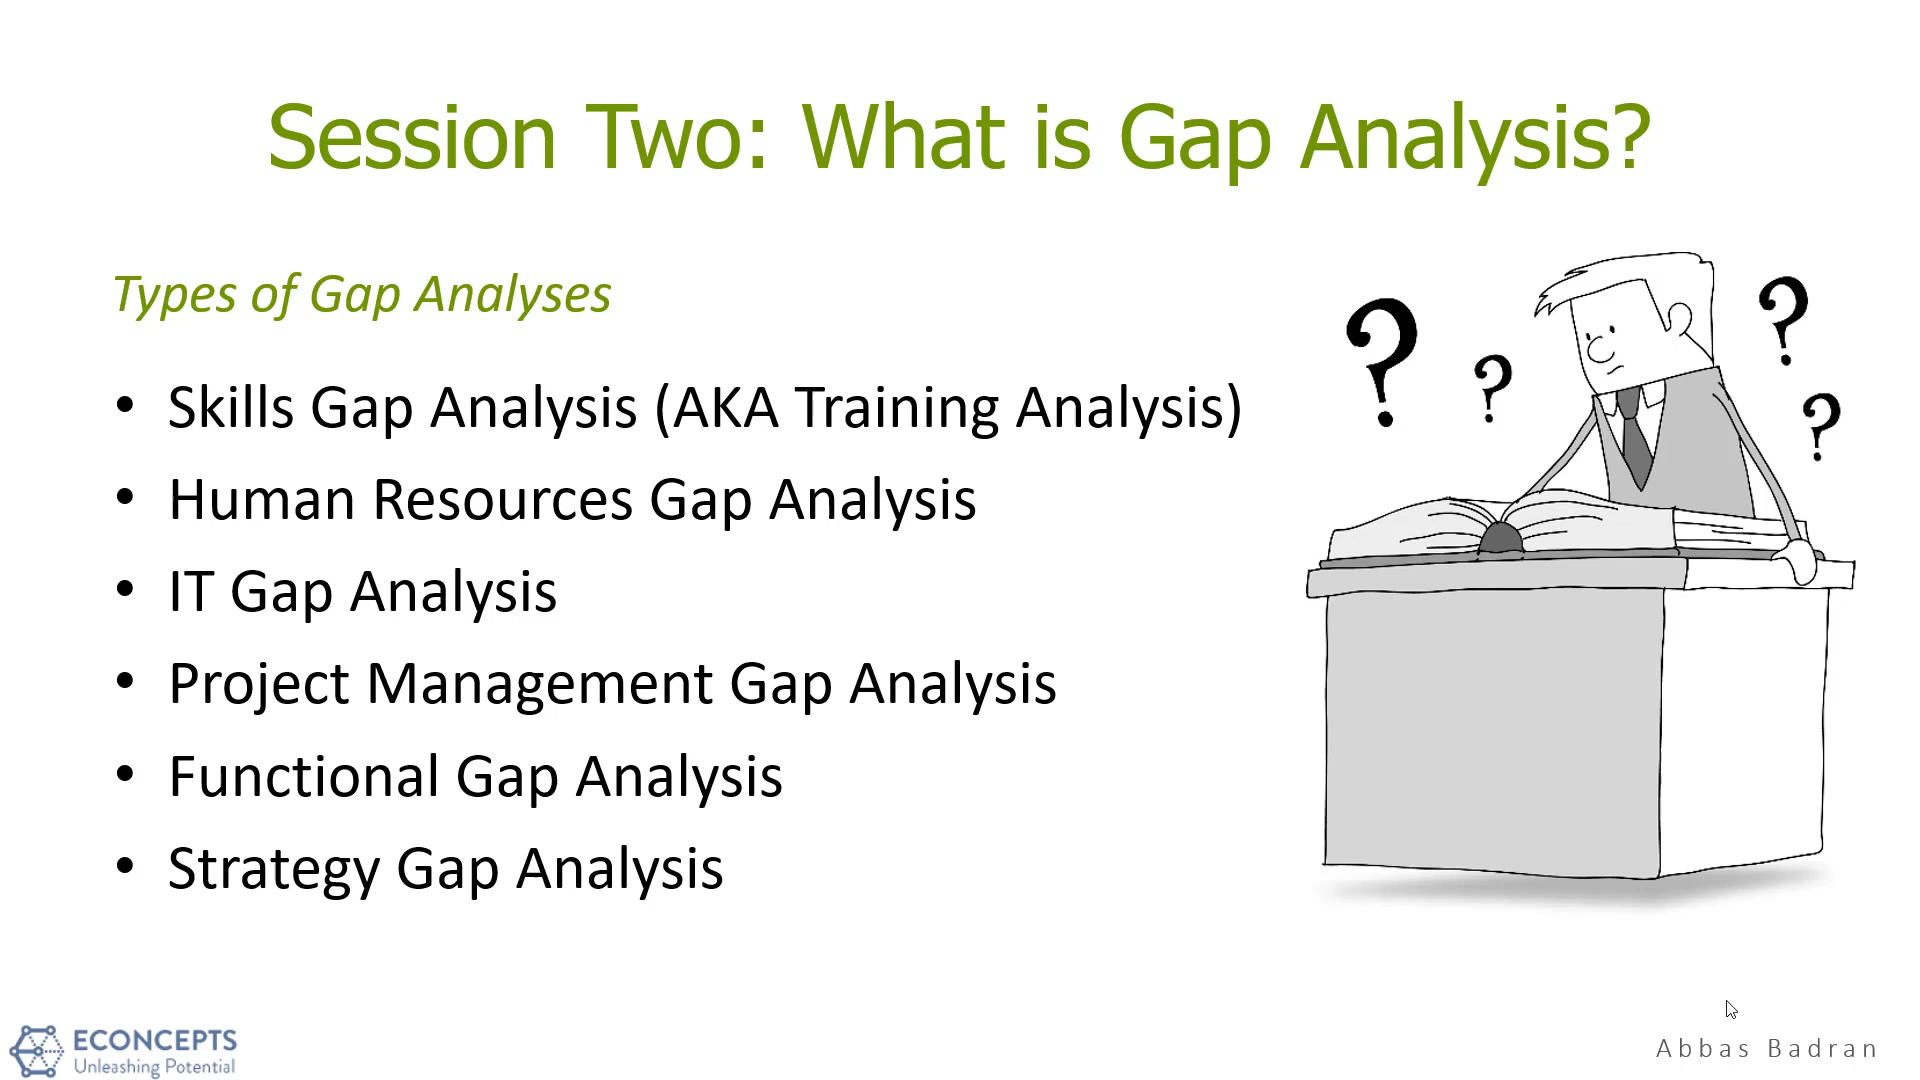 Session Two: What is Gap Analysis?
Types of Gap Analyses
• Skills Gap Analysis (AKA Training Analysis)
• Human Resources Gap Analysis
• IT Gap Analysis
• Project Management Gap Analysis
• Functional Gap Analysis
• Strategy Gap Analysis
? ? ? ?
ECONCEPTS
Unleashing Potential
Abbas Badran